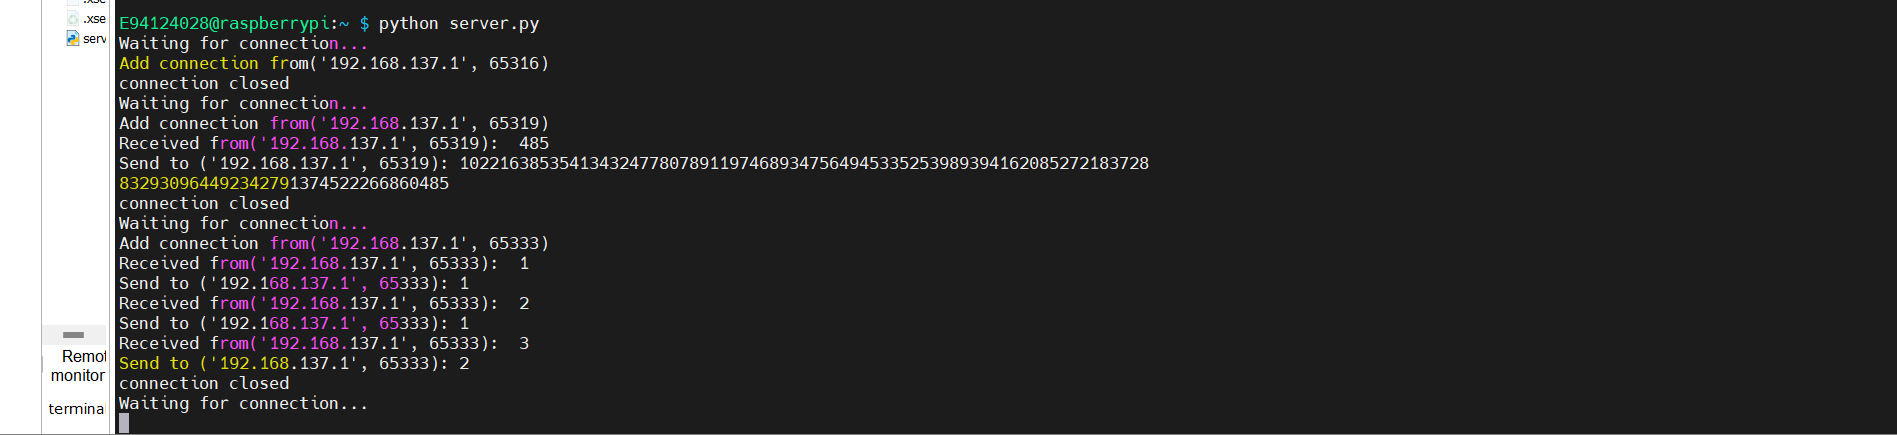 .xse
serv
Remot
monitor
termina
E94124028@raspberrypi:~ $ python server.py
Waiting for connection...
Add connection from('192.168.137.1', 65316)
connection closed
Waiting for connection...
Add connection from('192.168.137.1', 65319)
Received from('192.168.137.1', 65319):  485
Send to ('192.168.137.1', 65319): 102216385354134324778078911974689347564945335253989394162085272183728
832930964492342791374522266860485
connection closed
Waiting for connection...
Add connection from('192.168.137.1', 65333)
Received from('192.168.137.1', 65333):  1
Send to ('192.168.137.1', 65333): 1
Received from('192.168.137.1', 65333):  2
Send to ('192.168.137.1', 65333): 1
Received from('192.168.137.1', 65333):  3
Send to ('192.168.137.1', 65333): 2
connection closed
Waiting for connection...